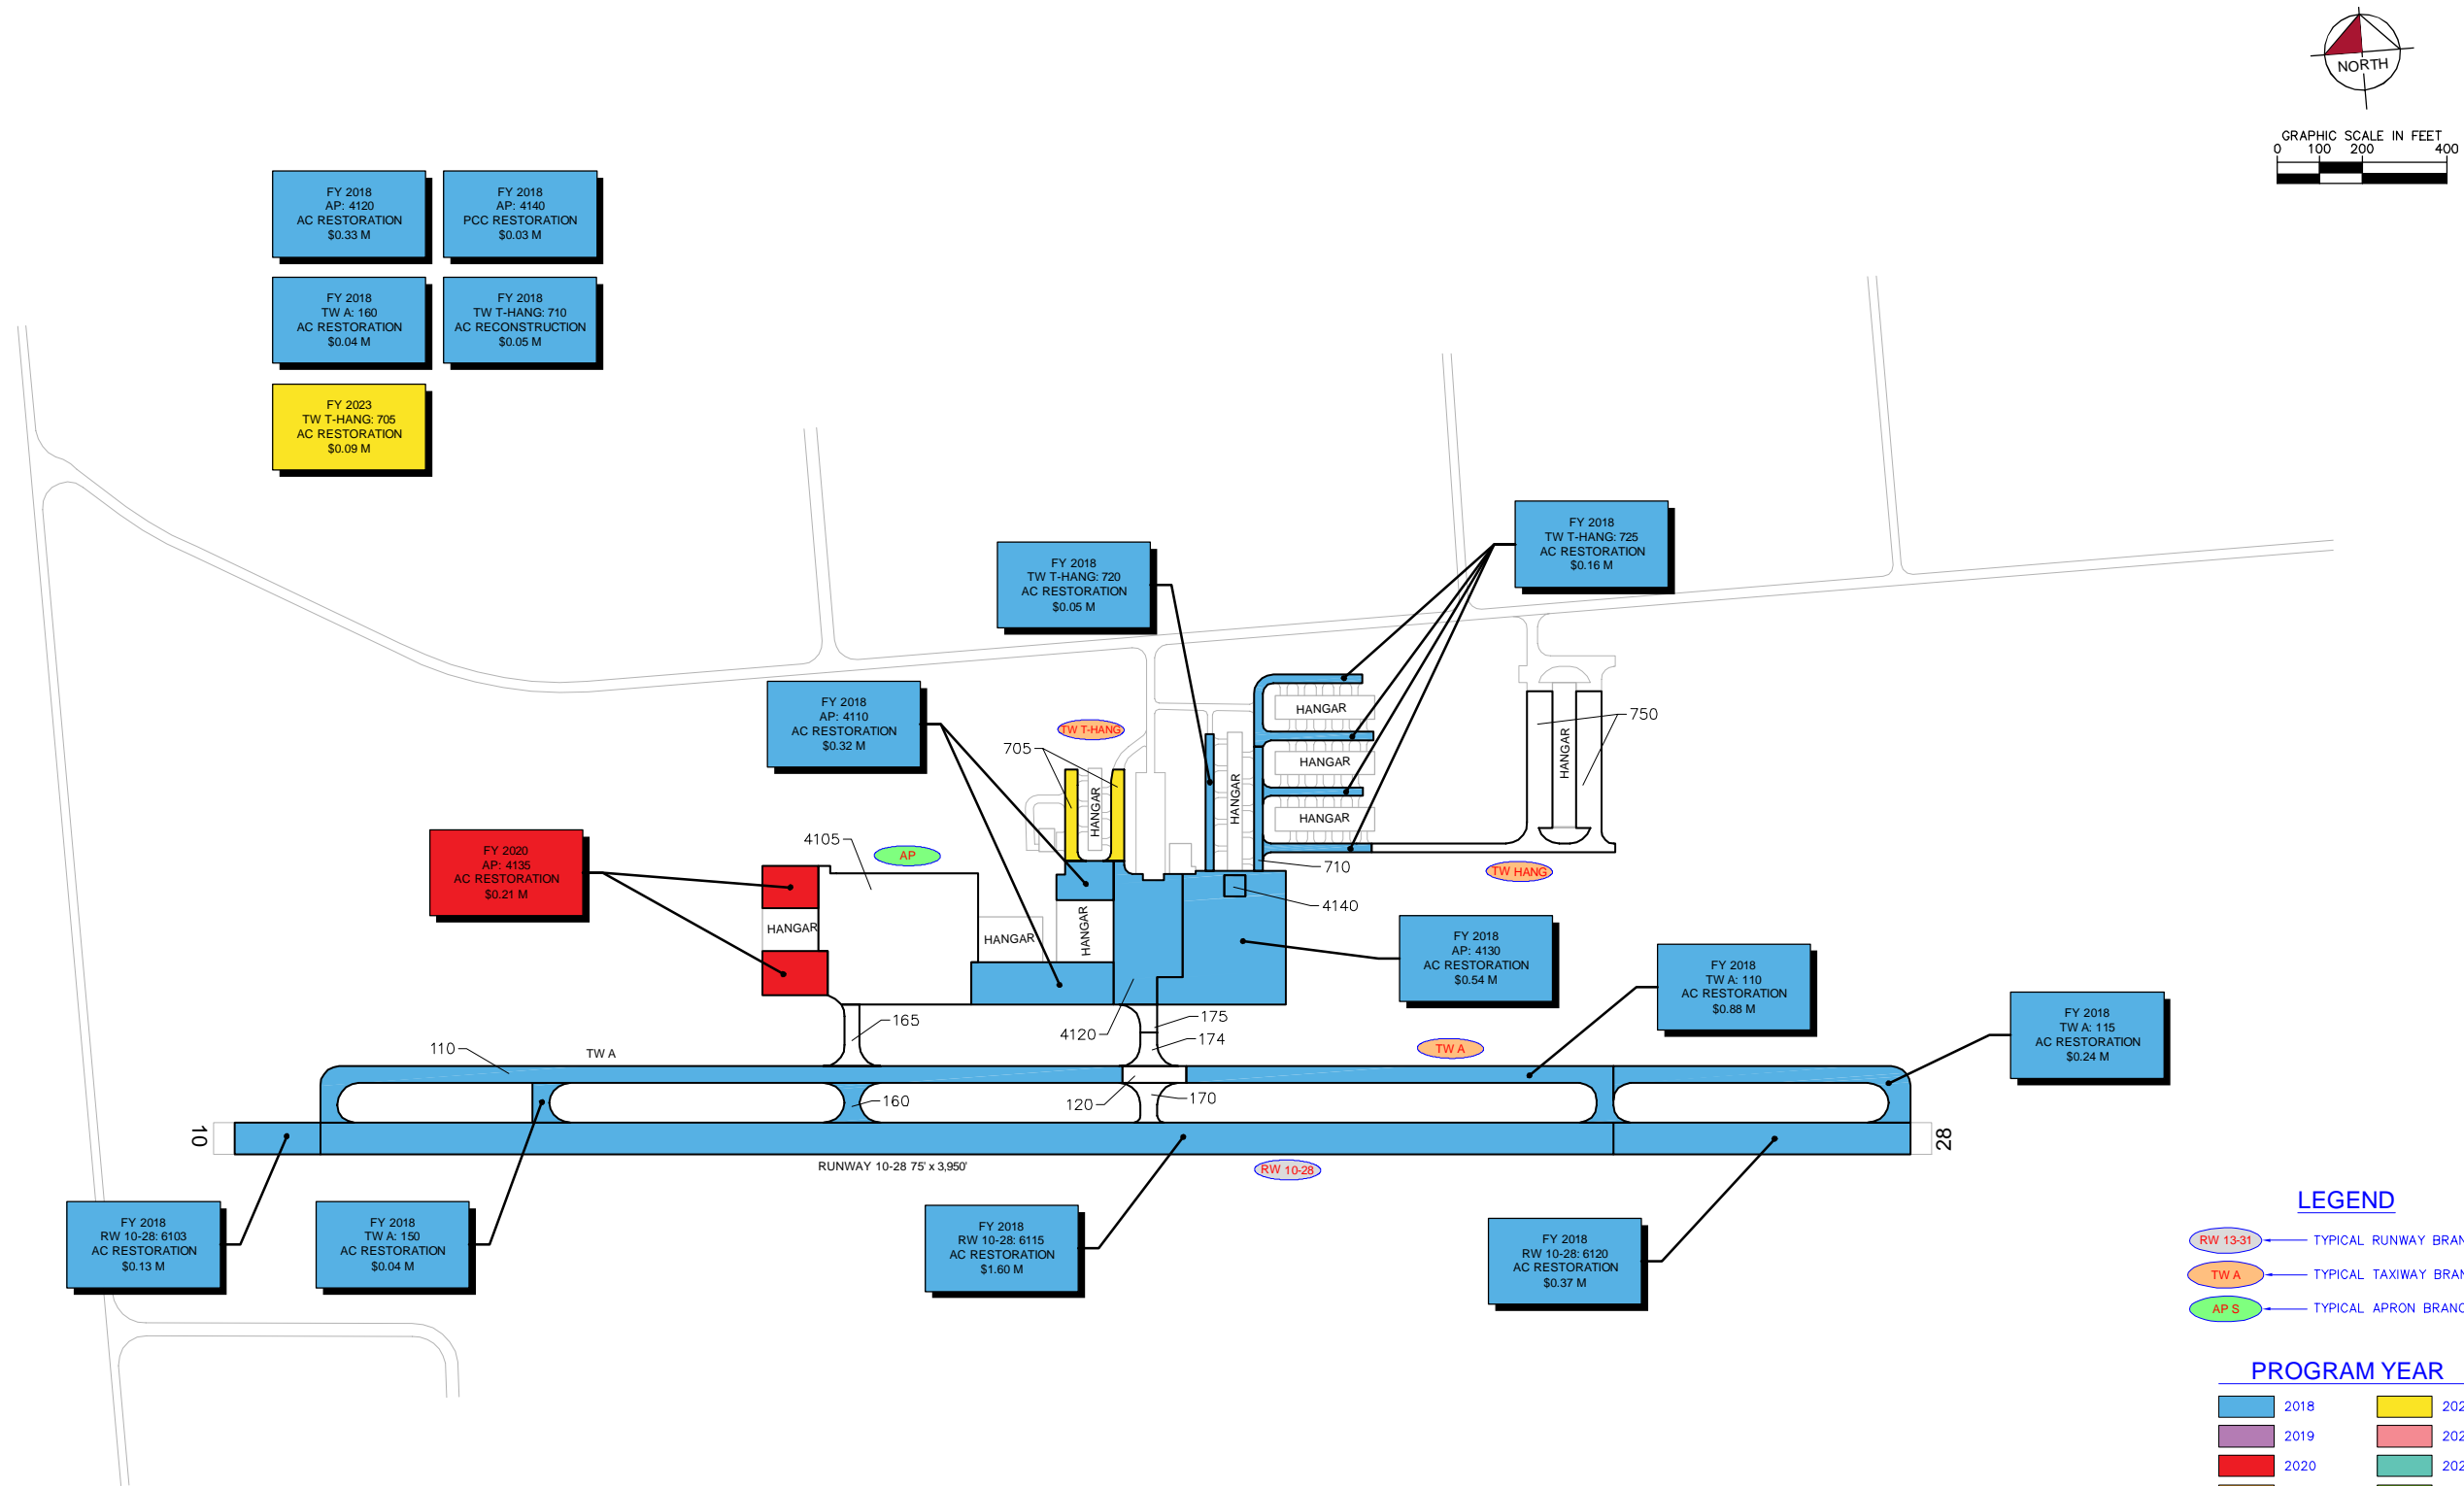 NORTH
GRAPHIC SCALE IN FEET
0 100 200 400
FY 2018
AP: 4120
AC RESTORATION
$0.33 M
FY 2018
AP: 4140
PCC RESTORATION
$0.03 M
FY 2018
TW A: 160
AC RESTORATION
$0.04 M
FY 2018
TW T-HANG: 710
AC RECONSTRUCTION
$0.05 M
FY 2023
TW T-HANG: 705
AC RESTORATION
$0.09 M
FY 2018
TW T-HANG: 725
AC RESTORATION
$0.16 M
FY 2018
TW T-HANG: 720
AC RESTORATION
$0.05 M
FY 2018
AP: 4110
AC RESTORATION
$0.32 M
TW T-HANG
705
HANGAR
HANGAR
HANGAR
HANGAR
HANGAR
HANGAR
750
FY 2020
AP: 4135
AC RESTORATION
$0.21 M
4105
AP
710
TW HANG
4140
HANGAR
HANGAR
HANGAR
FY 2018
AP: 4130
AC RESTORATION
$0.54 M
FY 2018
TW A: 110
AC RESTORATION
$0.88 M
FY 2018
TW A: 115
AC RESTORATION
$0.24 M
165
4120
175
174
110
TW A
TW A
160
120
170
10
28
RUNWAY 10-28 75' x 3,950'
RW 10-28
FY 2018
RW 10-28: 6103
AC RESTORATION
$0.13 M
FY 2018
TW A: 150
AC RESTORATION
$0.04 M
FY 2018
RW 10-28: 6115
AC RESTORATION
$1.60 M
FY 2018
RW 10-28: 6120
AC RESTORATION
$0.37 M
LEGEND
RW 13-31 TYPICAL RUNWAY BRAN
TW A TYPICAL TAXIWAY BRAN
AP S TYPICAL APRON BRANC
PROGRAM YEAR
2018 202
2019 202
2020 202